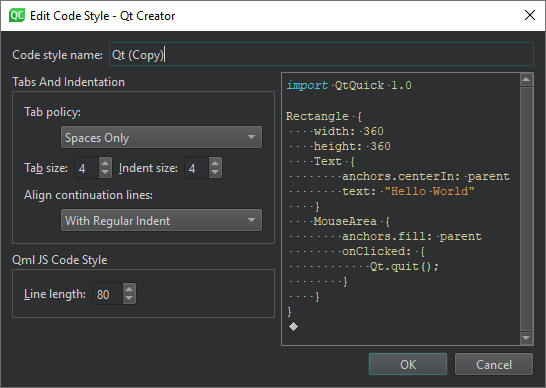 QC Edit Code Style - Qt Creator
Code style name: Qt (Copy)
Tabs And Indentation
Tab policy:
Spaces Only
Tab size: 4 Indent size: 4
Align continuation lines:
With Regular Indent
Qml JS Code Style
Line length: 80
import QtQuick 1.0
Rectangle {
width: 360
height: 360
Text {
anchors.centerIn: parent
text: "Hello World"
}
MouseArea {
anchors.fill: parent
onClicked: {
Qt.quit();
}
}
}
OK Cancel